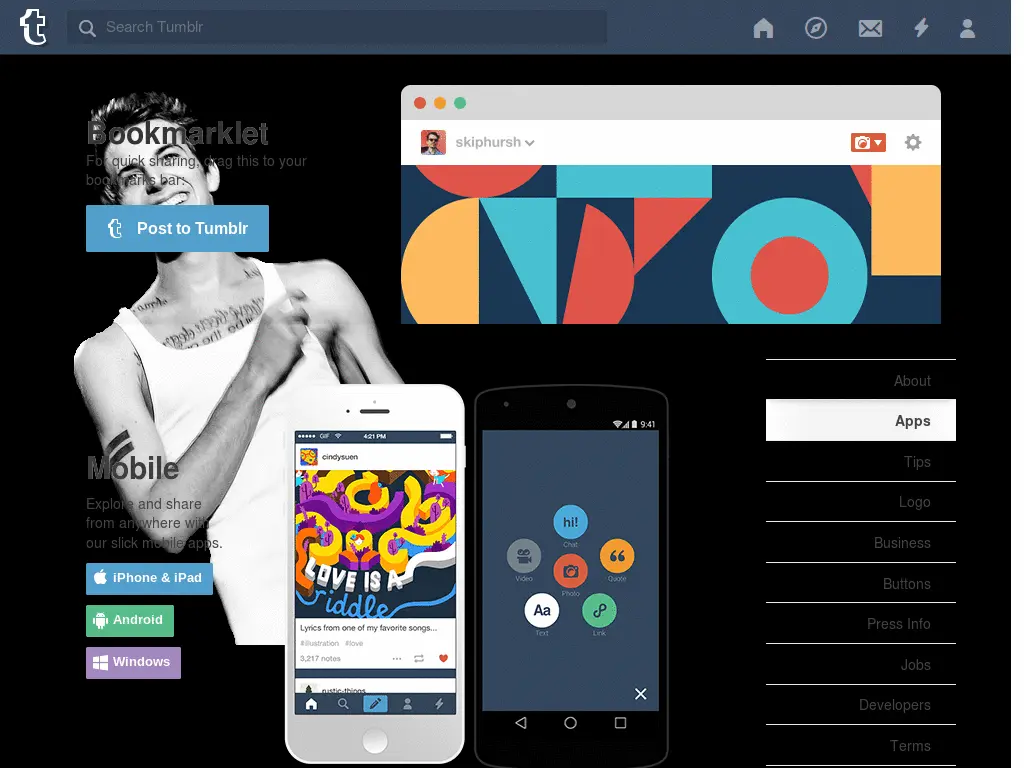 Search Tumblr
Bookmarklet
For quick sharing, drag this to your
bookmarks bar:
Post to Tumblr
skiphursh
Mobile
Explore and share
from anywhere with
our slick mobile apps.
iPhone & iPad
Android
Windows
GIF
4:21 PM
cindysuen
LOVE IS A
riddle
Lyrics from one of my favorite songs...
#illustration #love
3,217 notes
rustic-things
9:41
hi!
Chat
Video
Quote
Photo
Aa
Text
Link
About
Apps
Tips
Logo
Business
Buttons
Press Info
Jobs
Developers
Terms